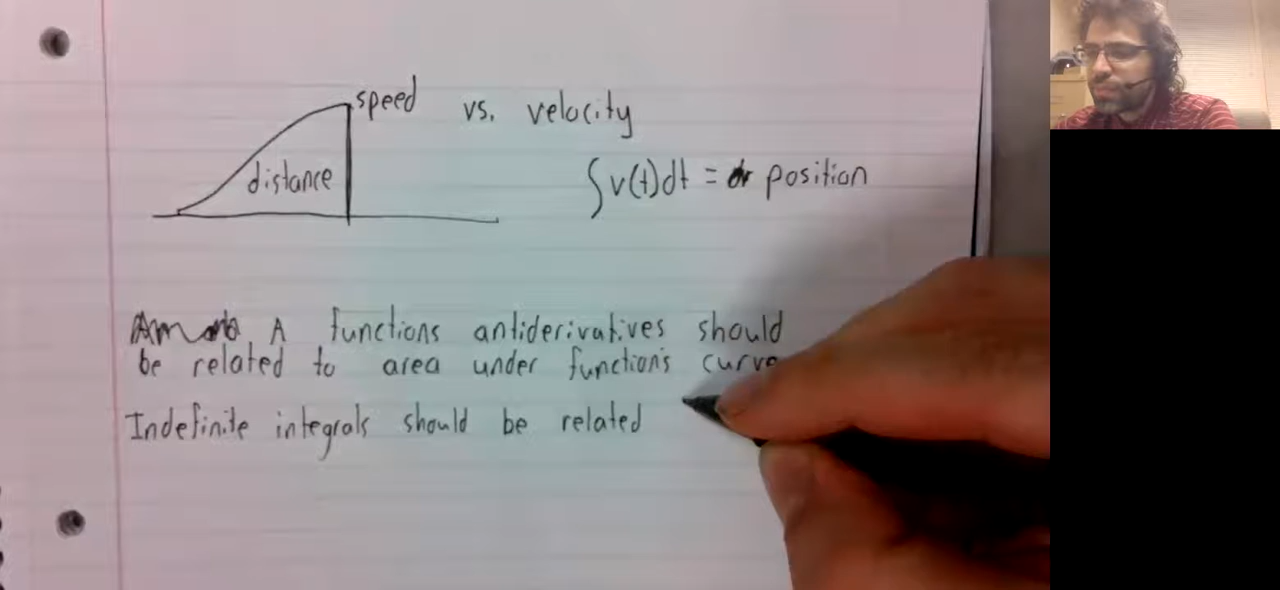 speed vs. velocity
distance
∫v(t)dt = position
A functions antiderivatives should
be related to area under function's curve
Indefinite integrals should be related